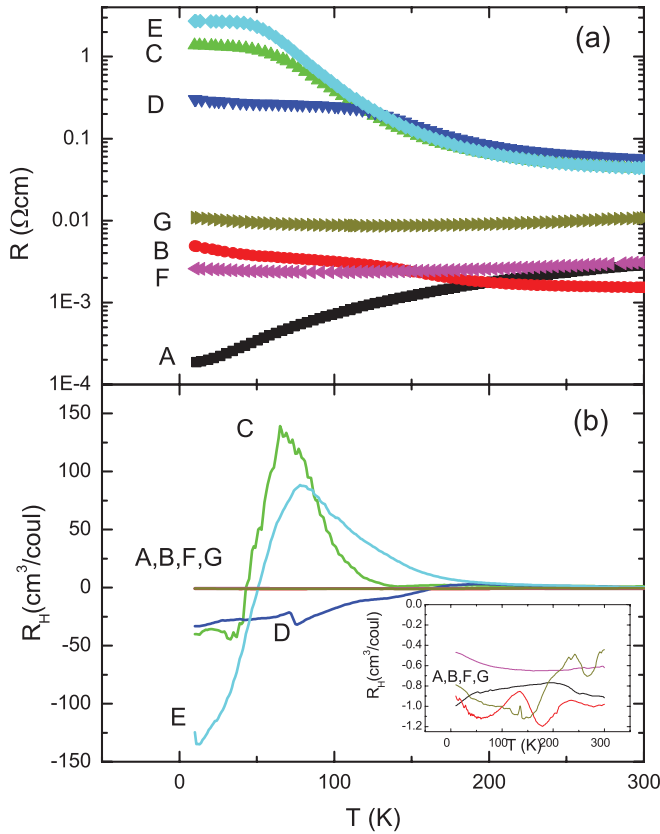 (a)
E
C
D
G
B
F
A
1
0.1
0.01
1E-3
1E-4
R (Ωcm)
(b)
C
A,B,F,G
D
E
150
100
50
0
-50
-100
-150
R_H(cm³/coul)
0
100
200
300
T (K)
0.0
-0.2
-0.4
-0.6
-0.8
-1.0
-1.2
R_H(cm³/coul)
A,B,F,G
0
100
200
300
T (K)